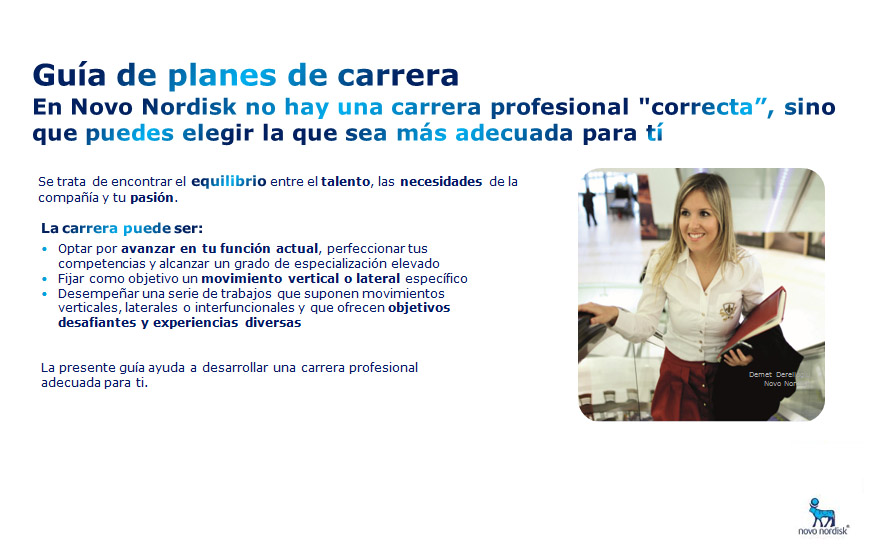 Guía de planes de carrera
En Novo Nordisk no hay una carrera profesional "correcta”, sino
que puedes elegir la que sea más adecuada para tí
Se trata de encontrar el equilibrio entre el talento, las necesidades de la
compañía y tu pasión.
La carrera puede ser:
• Optar por avanzar en tu función actual, perfeccionar tus
competencias y alcanzar un grado de especialización elevado
• Fijar como objetivo un movimiento vertical o lateral específico
• Desempeñar una serie de trabajos que suponen movimientos
verticales, laterales o interfuncionales y que ofrecen objetivos
desafiantes y experiencias diversas
La presente guía ayuda a desarrollar una carrera profesional
adecuada para ti.
Demet
Novo
novo nordisk®